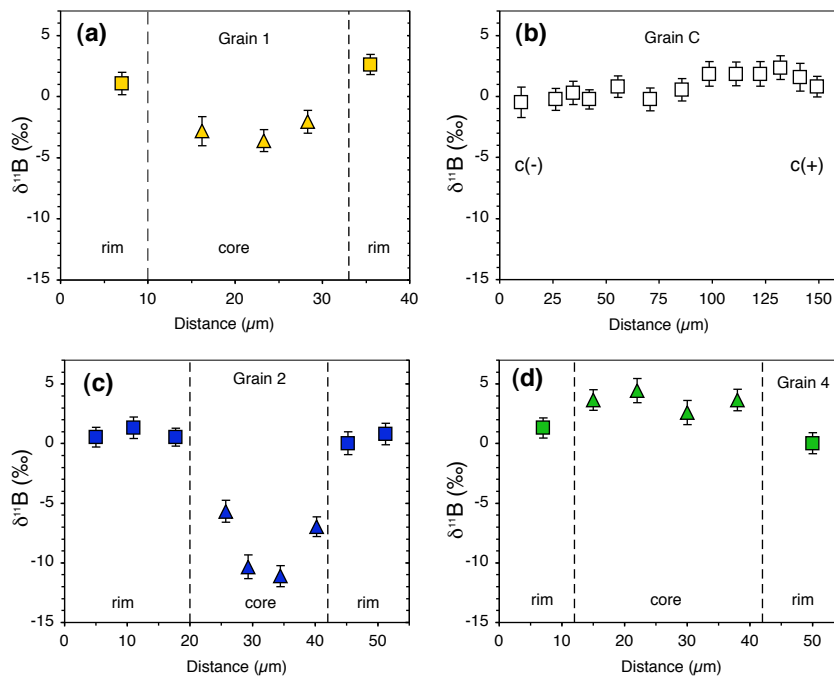 (a)
Grain 1
5
0
-5
-10
-15
δ¹¹B (‰)
rim
core
rim
0
10
20
30
40
Distance (µm)
(b)
Grain C
5
0
-5
-10
-15
δ¹¹B (‰)
c(-)
c(+)
0
25
50
75
100
125
150
Distance (µm)
(c)
Grain 2
5
0
-5
-10
-15
δ¹¹B (‰)
rim
core
rim
0
10
20
30
40
50
Distance (µm)
(d)
Grain 4
5
0
-5
-10
-15
δ¹¹B (‰)
rim
core
rim
0
10
20
30
40
50
Distance (µm)